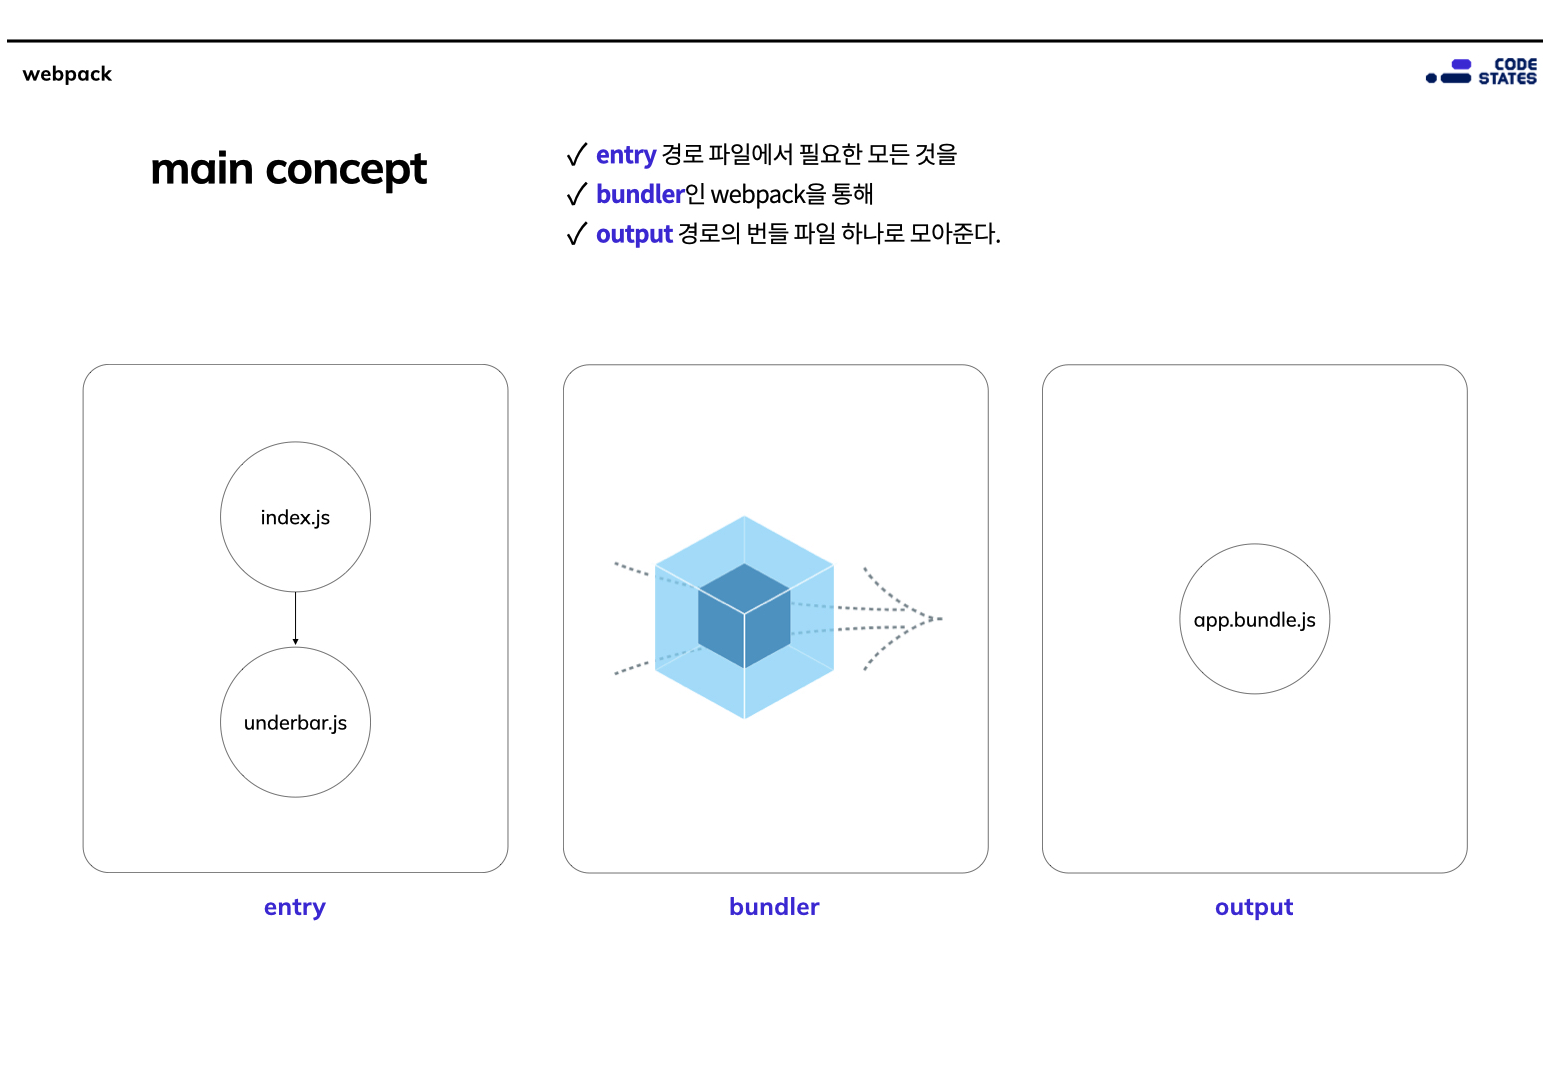 webpack
CODE
STATES
main concept
✓ entry 경로 파일에서 필요한 모든 것을
✓ bundler인 webpack을 통해
✓ output 경로의 번들 파일 하나로 모아준다.
index.js
underbar.js
app.bundle.js
entry
bundler
output